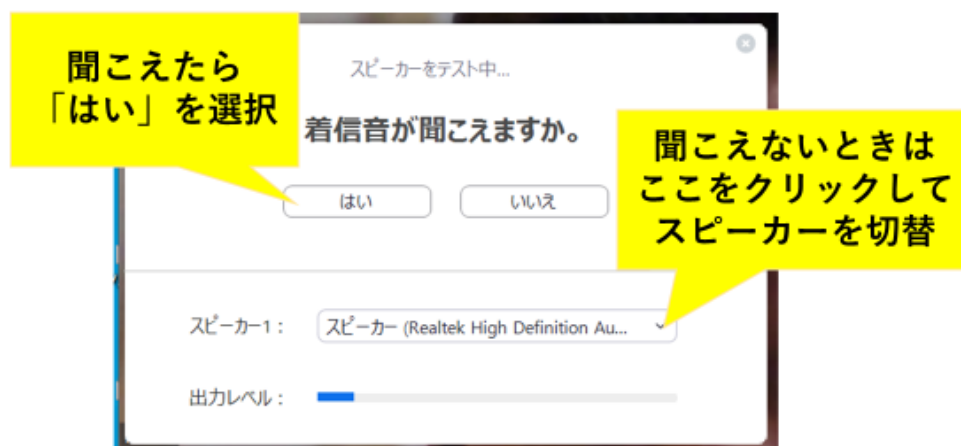 聞こえたら
「はい」を選択
スピーカーをテスト中...
着信音が聞こえますか。
聞こえないときは
ここをクリックして
スピーカーを切替
はい
いいえ
スピーカー1：
スピーカー (Realtek High Definition Au...
出力レベル：